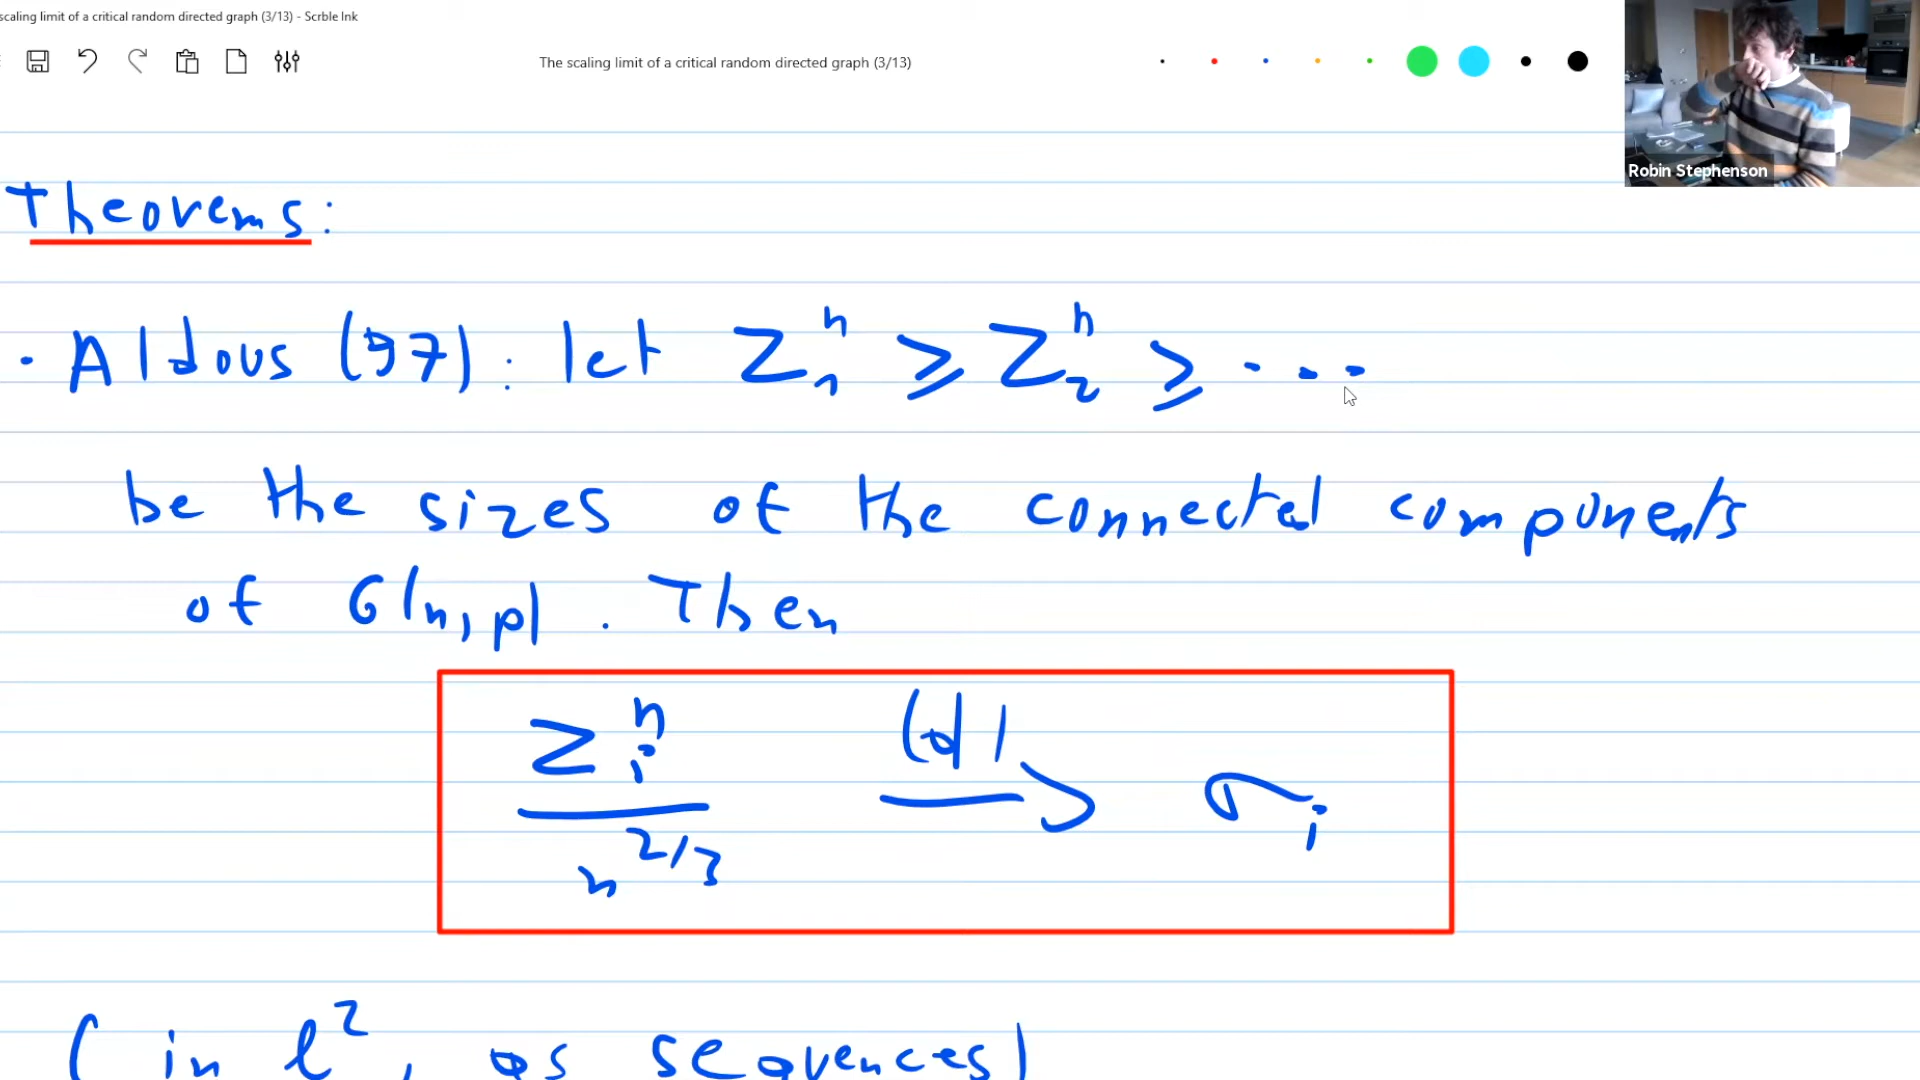 scaling limit of a critical random directed graph (3/13) - Scrble Ink
The scaling limit of a critical random directed graph (3/13)
Robin Stephenson
Theorems:
· Aldous (97): let Z₁ⁿ ≥ Z₂ⁿ ≥ ...
be the sizes of the connected components
of G(n,p). Then
Zᵢⁿ / n^{2/3} →^{(d)} σᵢ
(in ℓ², as sequences)